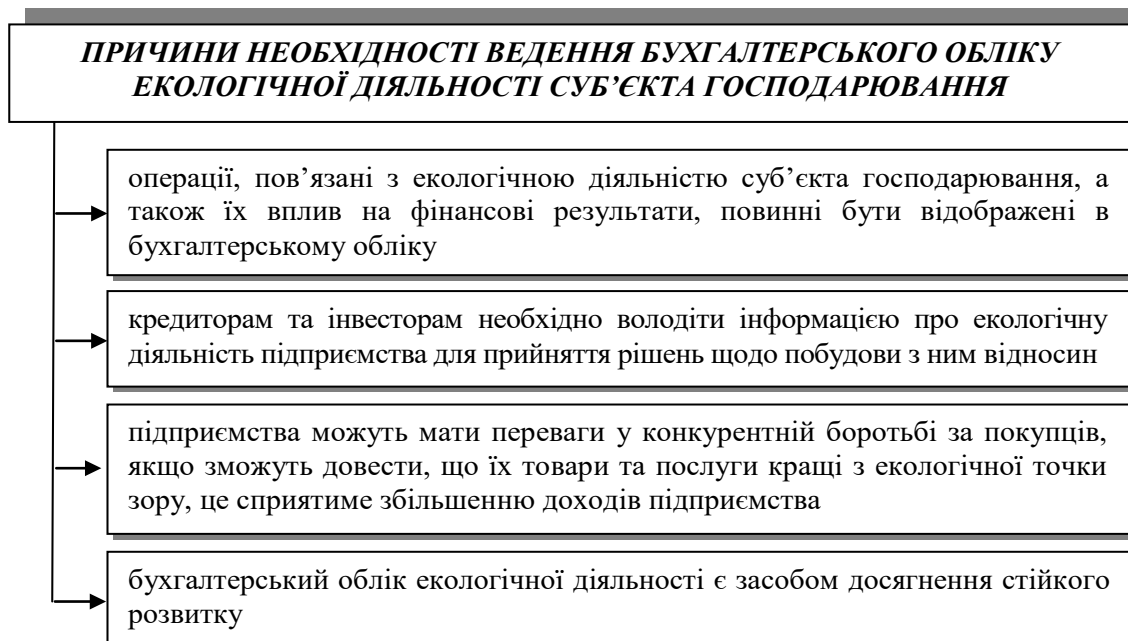 ПРИЧИНИ НЕОБХІДНОСТІ ВЕДЕННЯ БУХГАЛТЕРСЬКОГО ОБЛІКУ
ЕКОЛОГІЧНОЇ ДІЯЛЬНОСТІ СУБ’ЄКТА ГОСПОДАРЮВАННЯ
операції, пов’язані з екологічною діяльністю суб’єкта господарювання, а
також їх вплив на фінансові результати, повинні бути відображені в
бухгалтерському обліку
кредиторам та інвесторам необхідно володіти інформацією про екологічну
діяльність підприємства для прийняття рішень щодо побудови з ним відносин
підприємства можуть мати переваги у конкурентній боротьбі за покупців,
якщо зможуть довести, що їх товари та послуги кращі з екологічної точки
зору, це сприятиме збільшенню доходів підприємства
бухгалтерський облік екологічної діяльності є засобом досягнення стійкого
розвитку